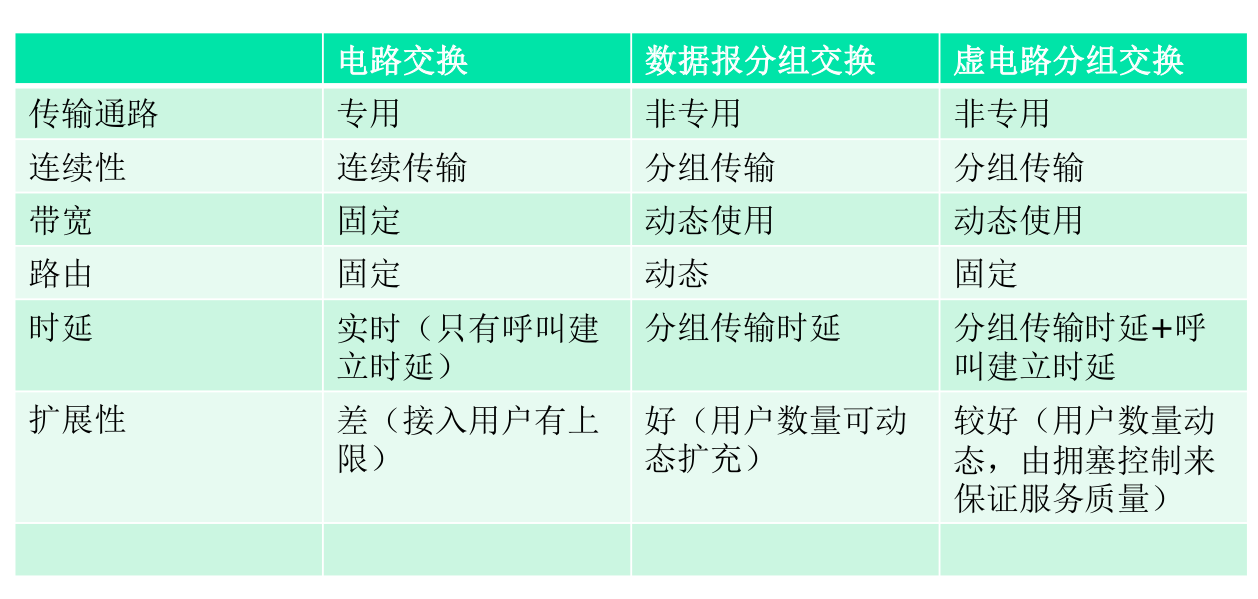 电路交换 数据报分组交换 虚电路分组交换
传输通路 专用 非专用 非专用
连续性 连续传输 分组传输 分组传输
带宽 固定 动态使用 动态使用
路由 固定 动态 固定
时延 实时（只有呼叫建 分组传输时延 分组传输时延+呼
立时延） 叫建立时延
扩展性 差（接入用户有上 好（用户数量可动 较好（用户数量动
限） 态扩充） 态，由拥塞控制来
保证服务质量）